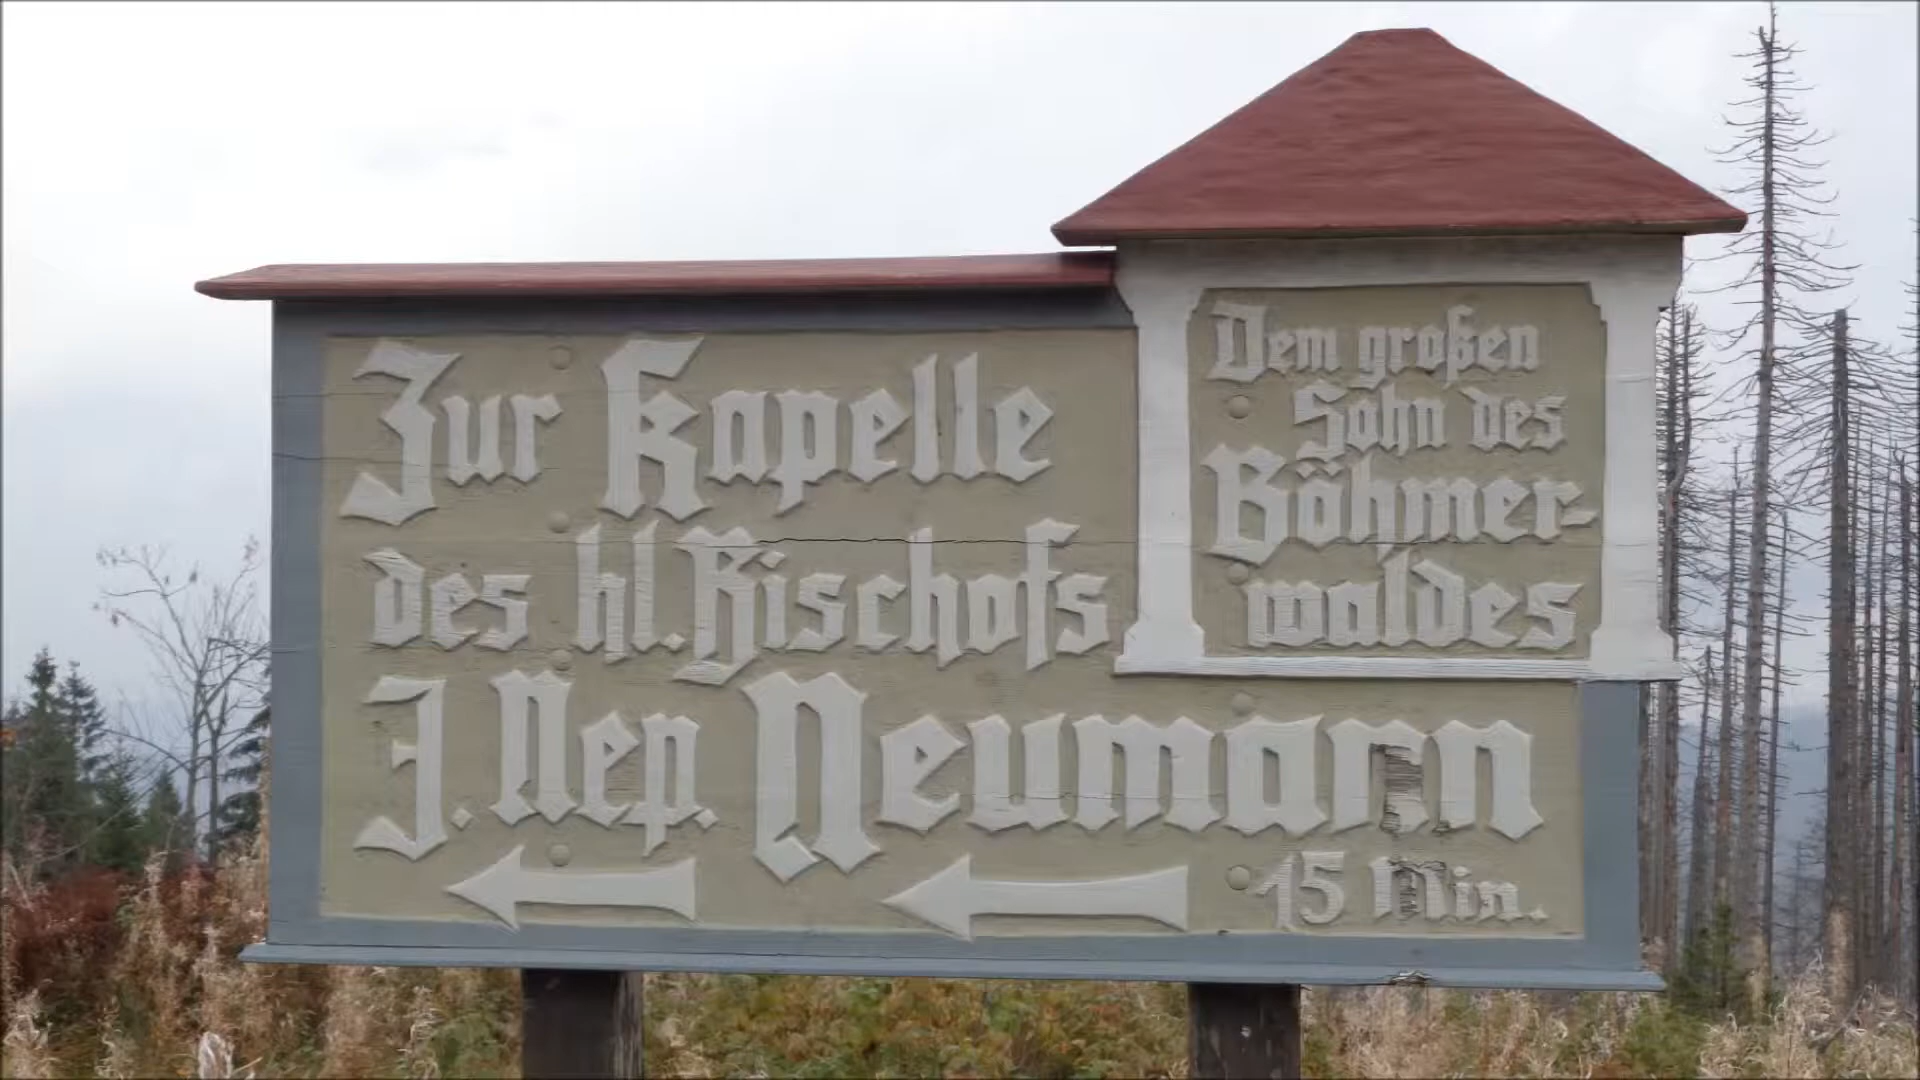 Zur Kapelle
des hl. Bischofs
J. Nep. Neumann
15 Min.
Dem großen
Sohn des
Böhmer-
waldes